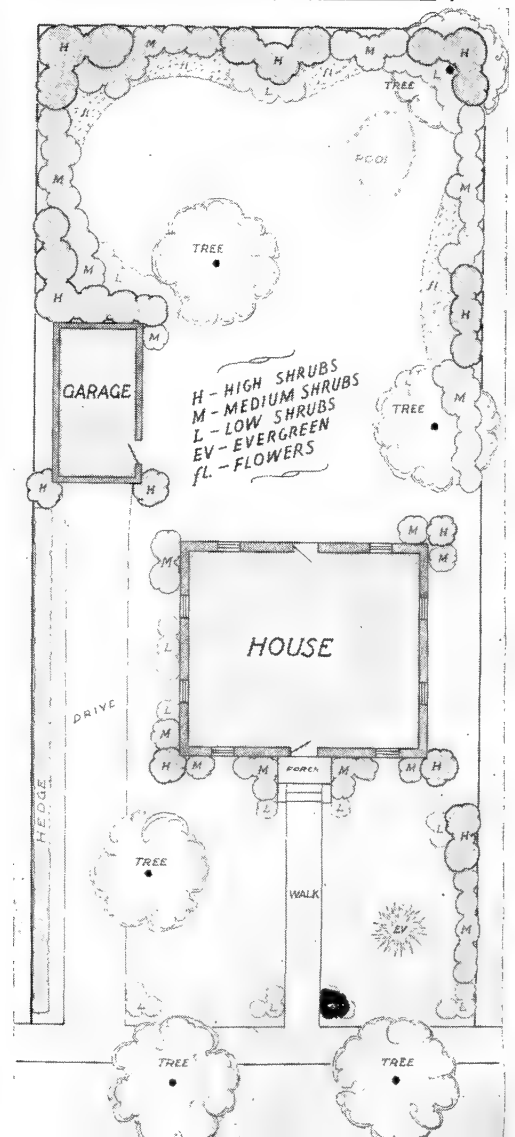 H M H M H
fl. fl. L
L TREE
fl.
POOL
M M
TREE
M L
fl.
H H
M
GARAGE
H – HIGH SHRUBS
M – MEDIUM SHRUBS
L – LOW SHRUBS
EV – EVERGREEN
fL. – FLOWERS
L
M
TREE
H H
M H
M M
HOUSE
L
DRIVE
L
M
H M M PORCH M M H
L L
HEDGE
L H
TREE
WALK
EV M
L L L
TREE TREE